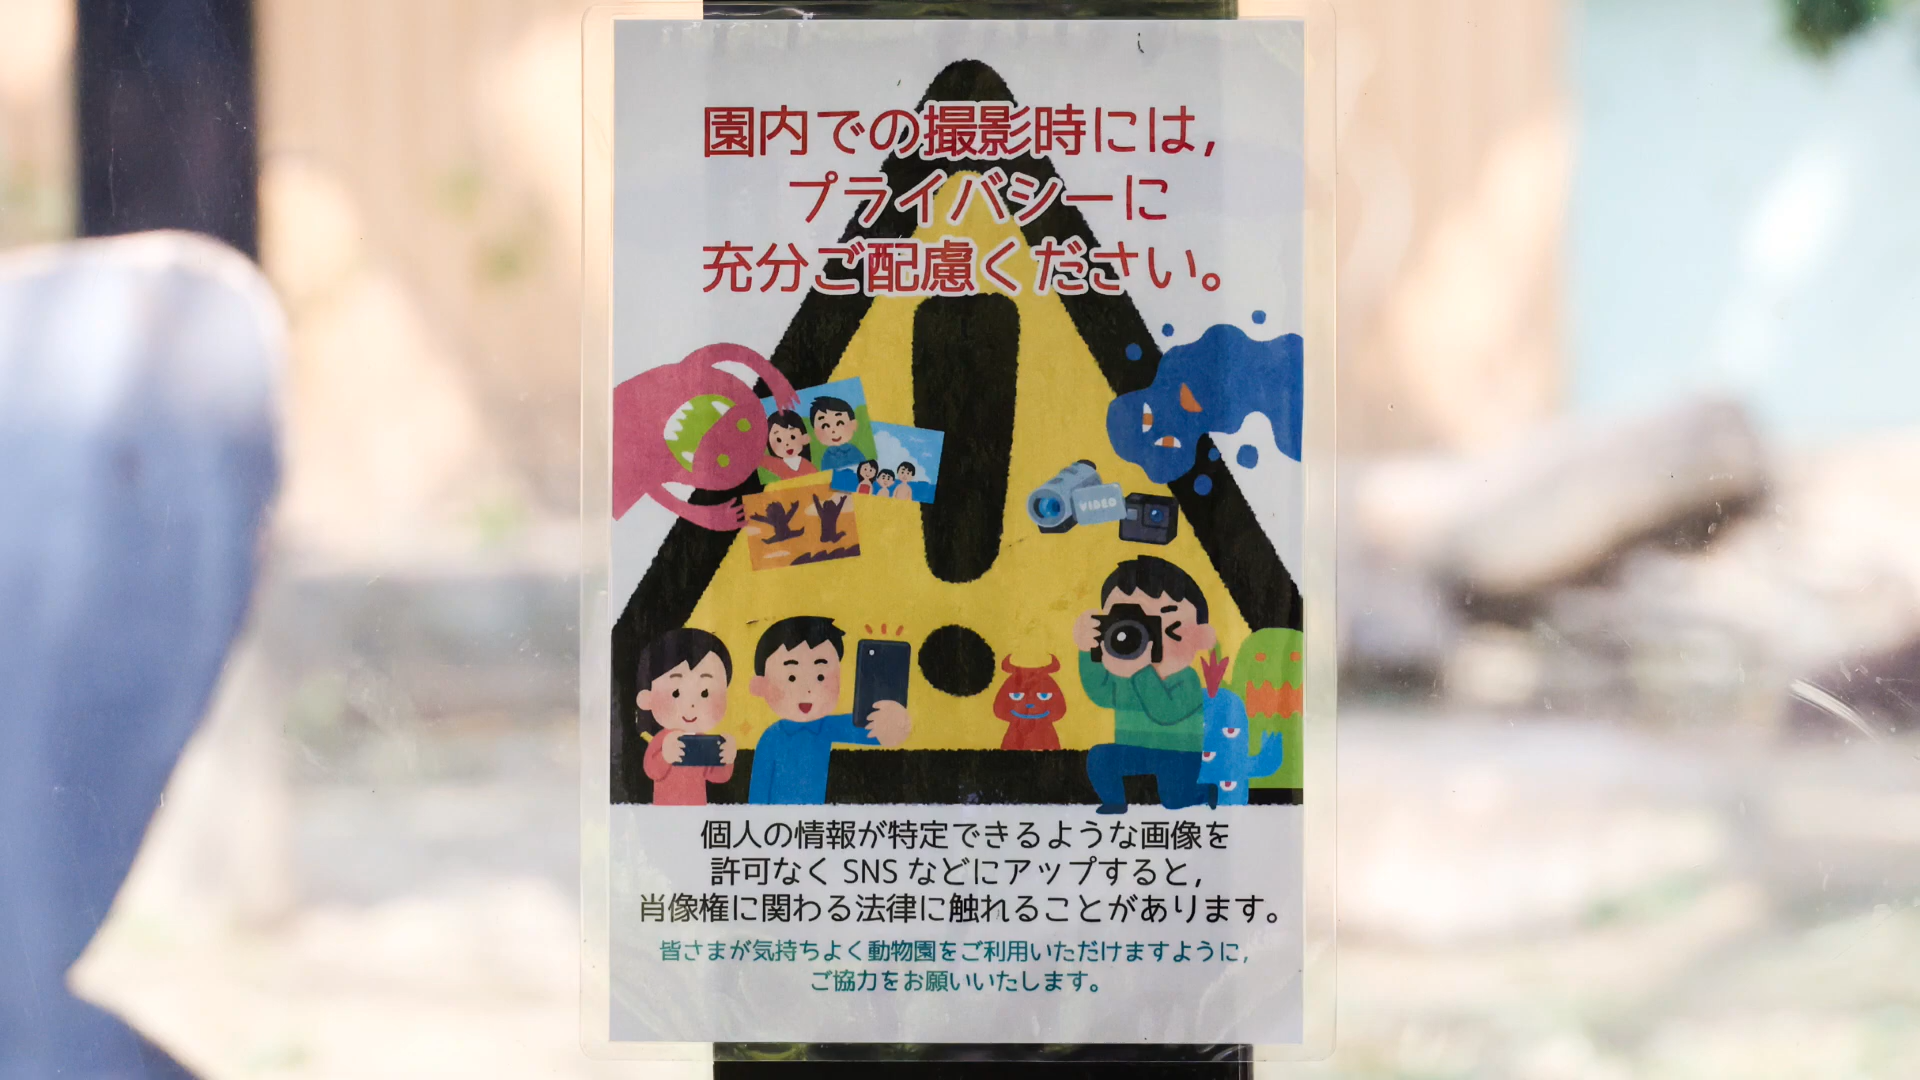 園内での撮影時には,
プライバシーに
充分ご配慮ください。
VIDEO
個人の情報が特定できるような画像を
許可なく SNS などにアップすると,
肖像権に関わる法律に触れることがあります。
皆さまが気持ちよく動物園をご利用いただけますように,
ご協力をお願いいたします。